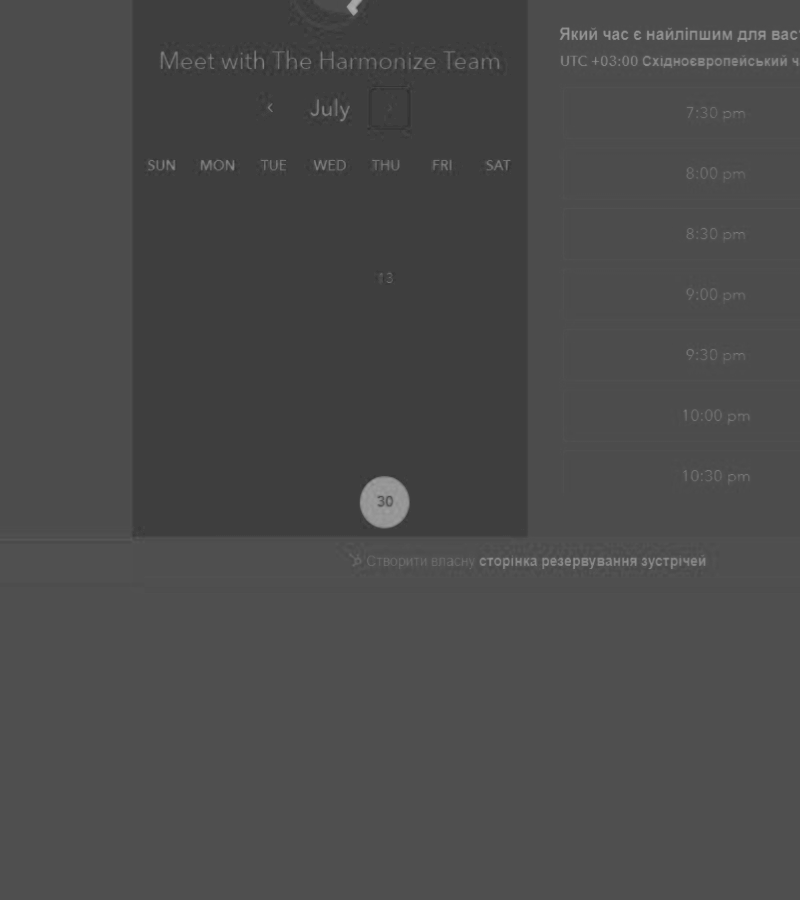 Meet with The Harmonize Team
July
SUN MON TUE WED THU FRI SAT
13
30
Який час є найліпшим для вас
UTC +03:00 Східноєвропейський
7:30 pm
8:00 pm
8:30 pm
9:00 pm
9:30 pm
10:00 pm
10:30 pm
Створити власну сторінка резервування зустрічей